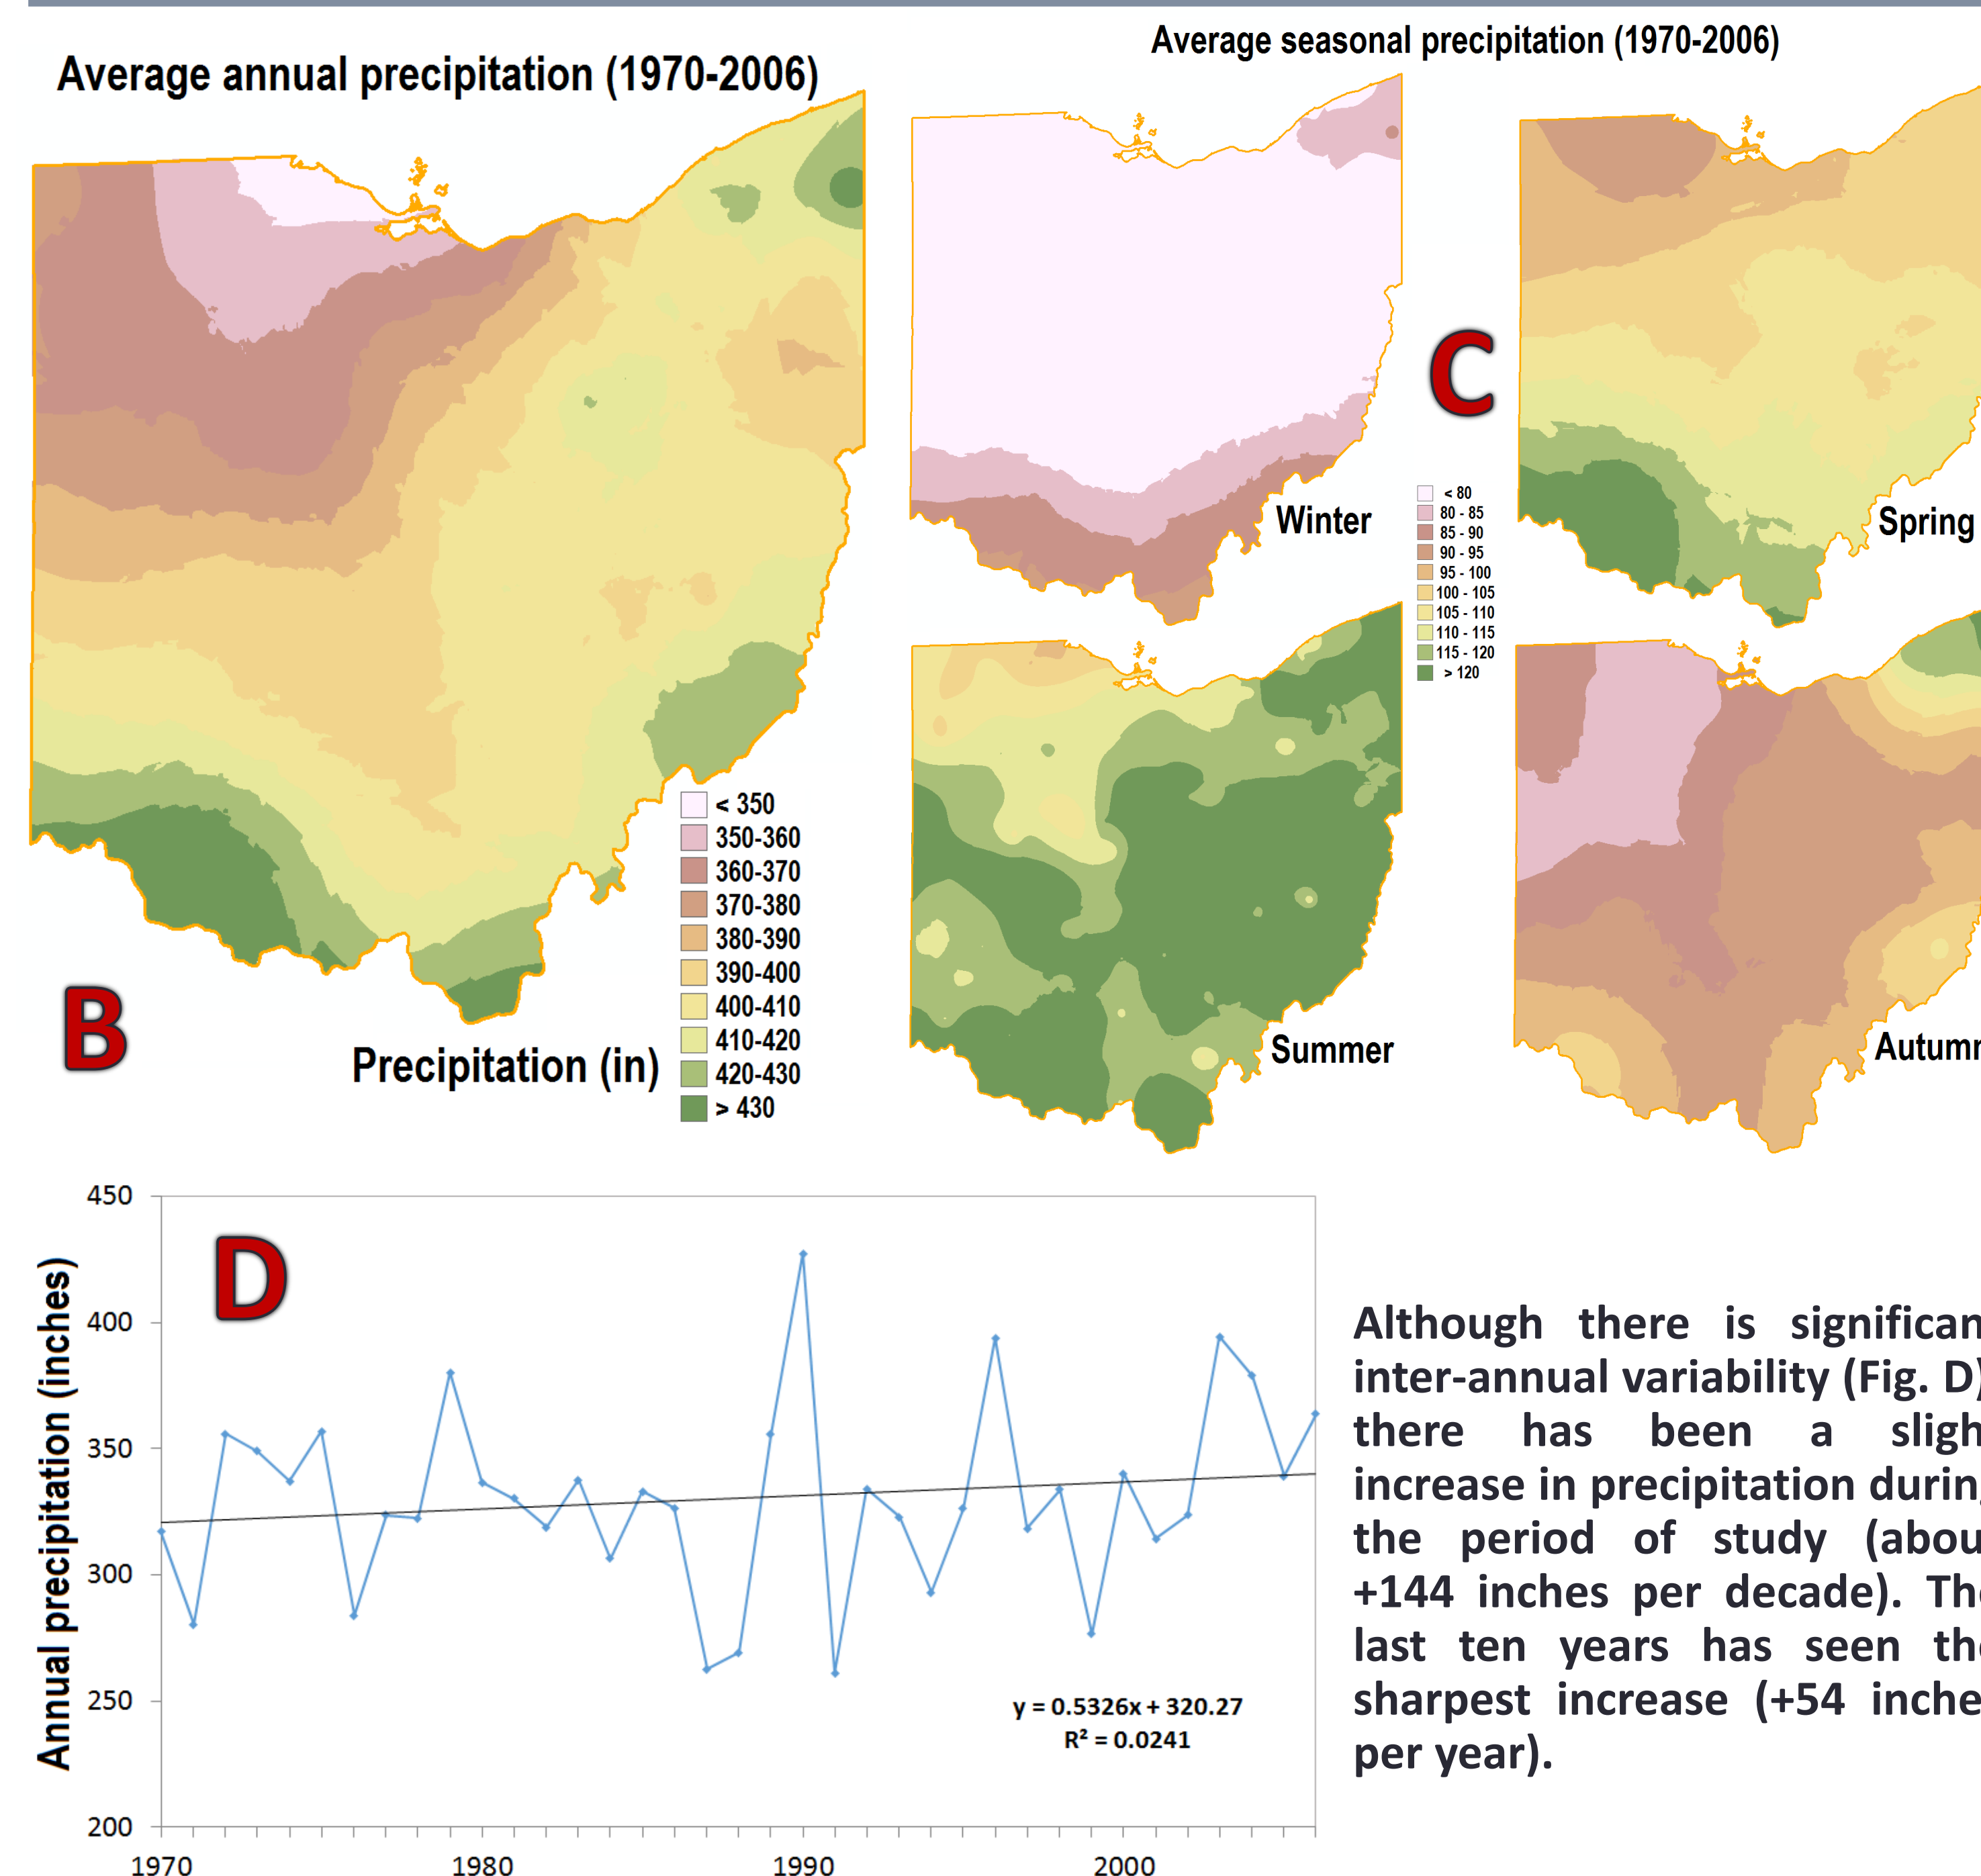 Average annual precipitation (1970-2006)
B
Precipitation (in)
< 350
350-360
360-370
370-380
380-390
390-400
400-410
410-420
420-430
> 430
Average seasonal precipitation (1970-2006)
Winter
C
< 80
80 - 85
85 - 90
90 - 95
95 - 100
100 - 105
105 - 110
110 - 115
115 - 120
> 120
Spring
Summer
Autumn
D
Annual precipitation (inches)
450
400
350
300
250
200
1970
1980
1990
2000
y = 0.5326x + 320.27
R² = 0.0241
Although there is significan
inter-annual variability (Fig. D)
there has been a sligh
increase in precipitation during
the period of study (abou
+144 inches per decade). The
last ten years has seen the
sharpest increase (+54 inche
per year).